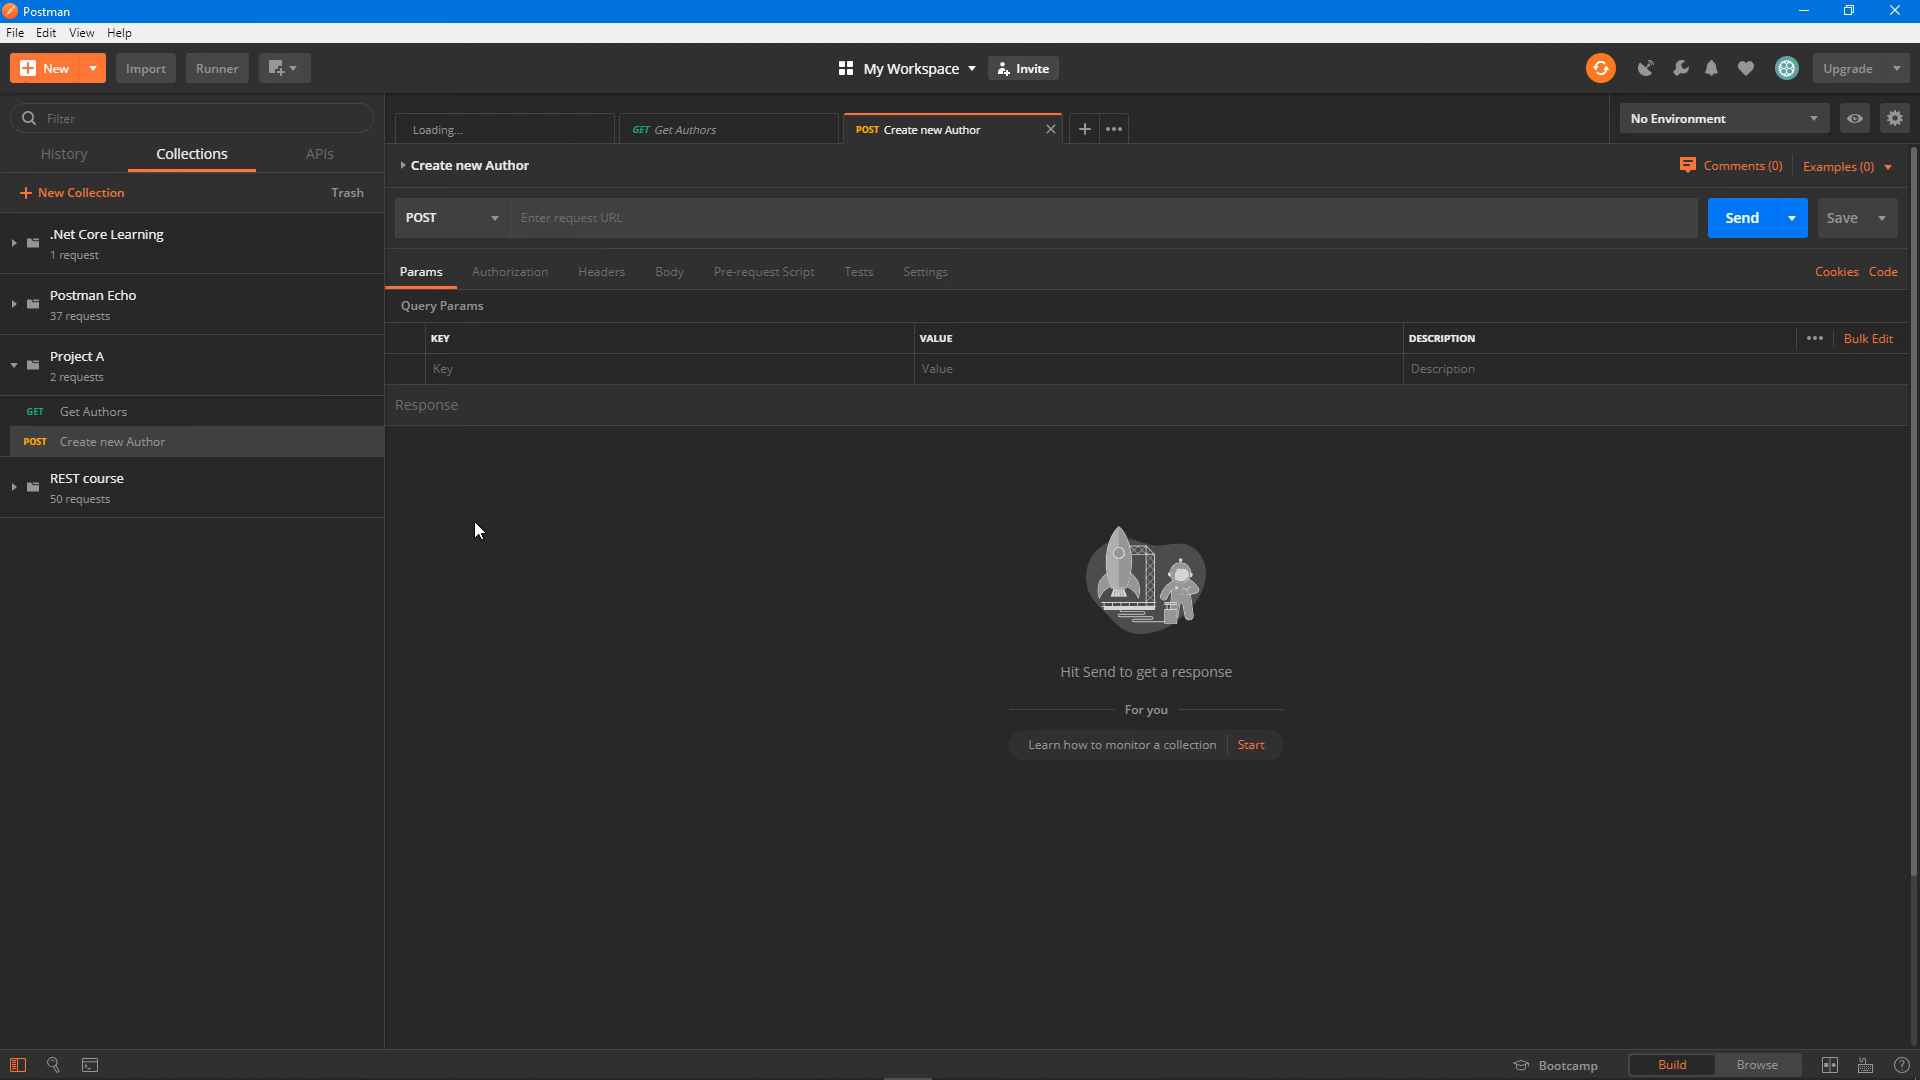 Postman
File Edit View Help
New Import Runner My Workspace Invite Upgrade
Filter
Loading... GET Get Authors POST Create new Author No Environment
History Collections APIs
Create new Author Comments (0) Examples (0)
New Collection Trash
POST Enter request URL Send Save
.Net Core Learning
1 request
Params Authorization Headers Body Pre-request Script Tests Settings Cookies Code
Postman Echo
37 requests
Query Params
KEY VALUE DESCRIPTION Bulk Edit
Key Value Description
Project A
2 requests
Response
GET Get Authors
POST Create new Author
REST course
50 requests
Hit Send to get a response
For you
Learn how to monitor a collection Start
Bootcamp Build Browse